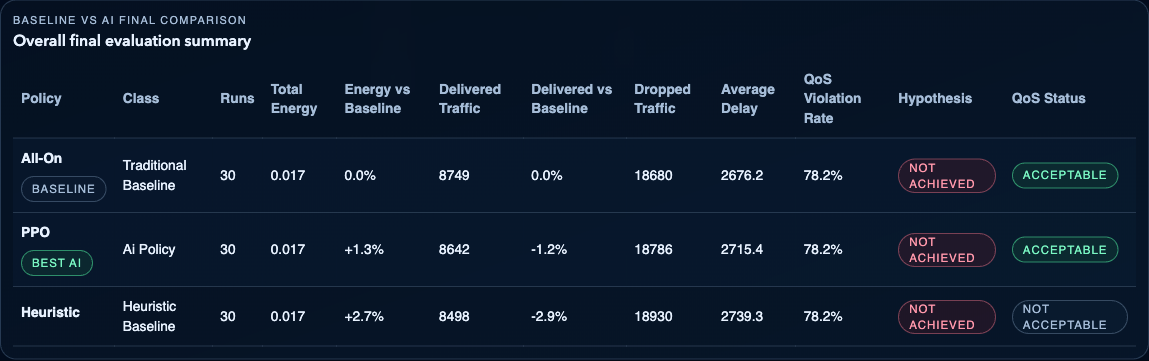 BASELINE VS AI FINAL COMPARISON
Overall final evaluation summary
Policy Class Runs Total Energy Energy vs Baseline Delivered Traffic Delivered vs Baseline Dropped Traffic Average Delay QoS Violation Rate Hypothesis QoS Status
All-On BASELINE Traditional Baseline 30 0.017 0.0% 8749 0.0% 18680 2676.2 78.2% NOT ACHIEVED ACCEPTABLE
PPO BEST AI Ai Policy 30 0.017 +1.3% 8642 -1.2% 18786 2715.4 78.2% NOT ACHIEVED ACCEPTABLE
Heuristic Heuristic Baseline 30 0.017 +2.7% 8498 -2.9% 18930 2739.3 78.2% NOT ACHIEVED NOT ACCEPTABLE